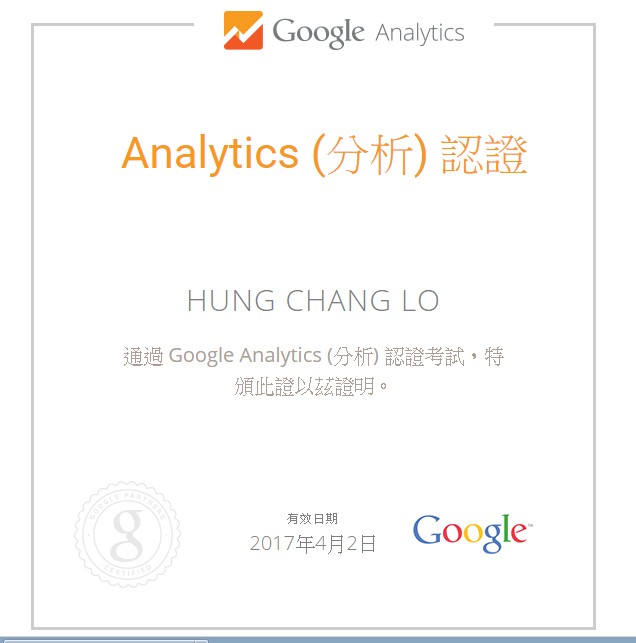 Google Analytics
Analytics (分析) 認證
HUNG CHANG LO
通過 Google Analytics (分析) 認證考試，特
頒此證以茲證明。
GOOGLE PARTNERS
g
CERTIFIED
有效日期
2017年4月2日
Google™